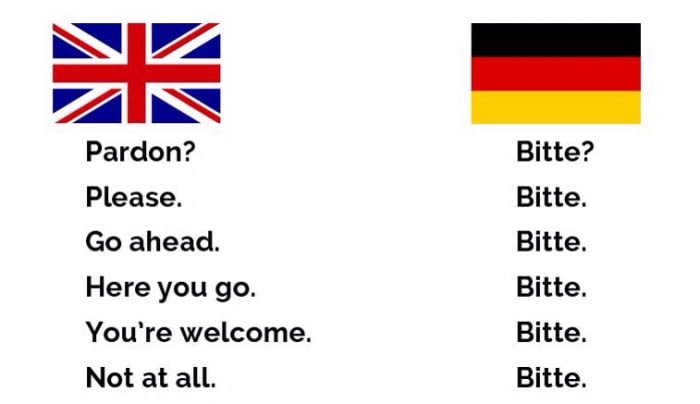 Pardon? Bitte?
Please. Bitte.
Go ahead. Bitte.
Here you go. Bitte.
You’re welcome. Bitte.
Not at all. Bitte.